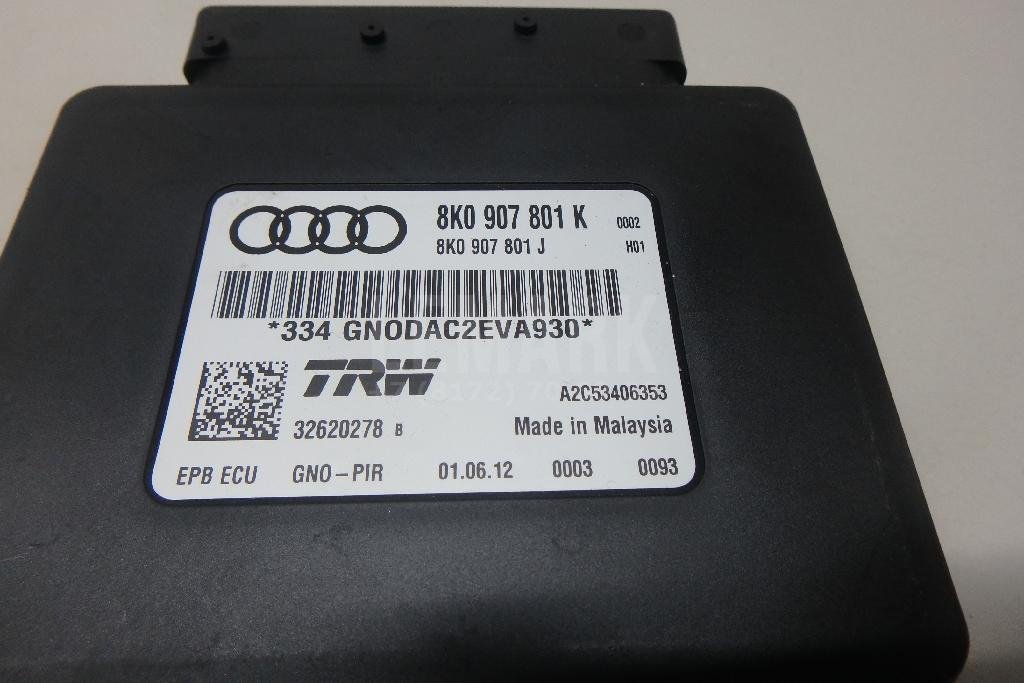 8K0 907 801 K 0002
8K0 907 801 J H01
*334 GNODAC2EVA930*
TRW
A2C53406353
32620278 B Made in Malaysia
EPB ECU GNO-PIR 01.06.12 0003 0093